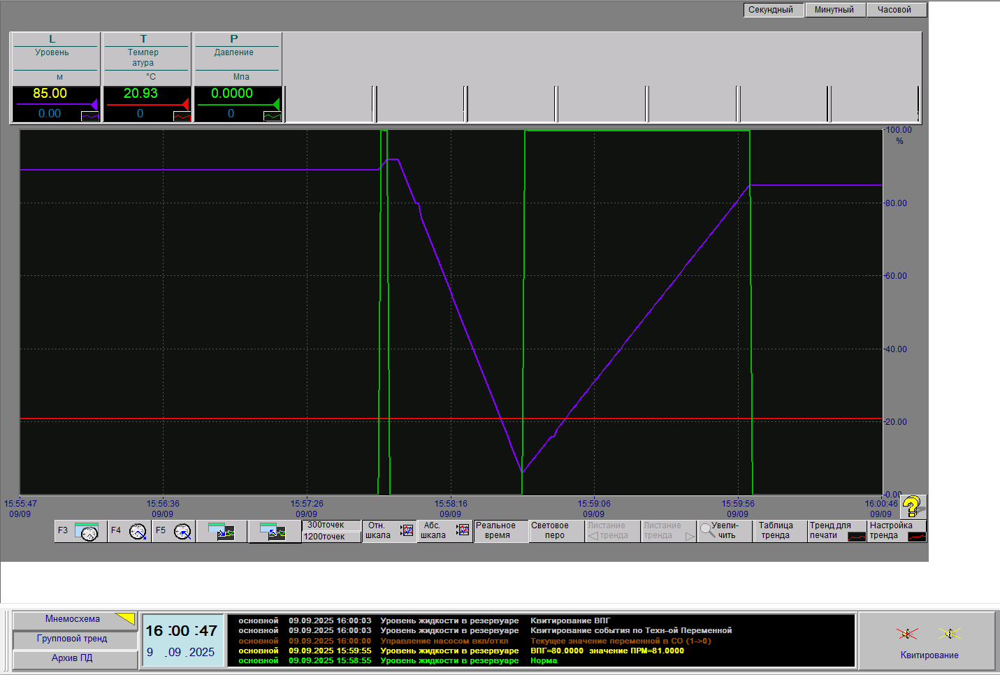 Секундный Минутный Часовой
L T P
Уровень Темпер Давление
атура
м °C Мпа
85.00 20.93 0.0000
0.00 0 0
100.00
%
80.00
60.00
40.00
20.00
0.00
15:55:47 15:56:36 15:57:26 15:58:16 15:59:06 15:59:56 16:00:46
09/09 09/09 09/09 09/09 09/09 09/09 09/09
F3 F4 F5
300точек
1200точек
Отн.
шкала
Абс.
шкала
Реальное
время
Световое
перо
Листание
тренда
Листание
тренда
Увели-
чить
Таблица
тренда
Тренд для
печати
Настройка
тренда
Мнемосхема
Групповой тренд
Архив ПД
16 :00 :47
9 .09 .2025
основной 09.09.2025 16:00:03 Уровень жидкости в резервуаре Квитирование ВПГ
основной 09.09.2025 16:00:03 Уровень жидкости в резервуаре Квитирование события по Техн-ой Переменной
основной 09.09.2025 16:00:00 Управление насосом вкл/откл Текущее значение переменной в СО (1->0)
основной 09.09.2025 15:59:55 Уровень жидкости в резервуаре ВПГ=80.0000 значение ПРМ=81.0000
основной 09.09.2025 15:58:55 Уровень жидкости в резервуаре Норма
Квитирование